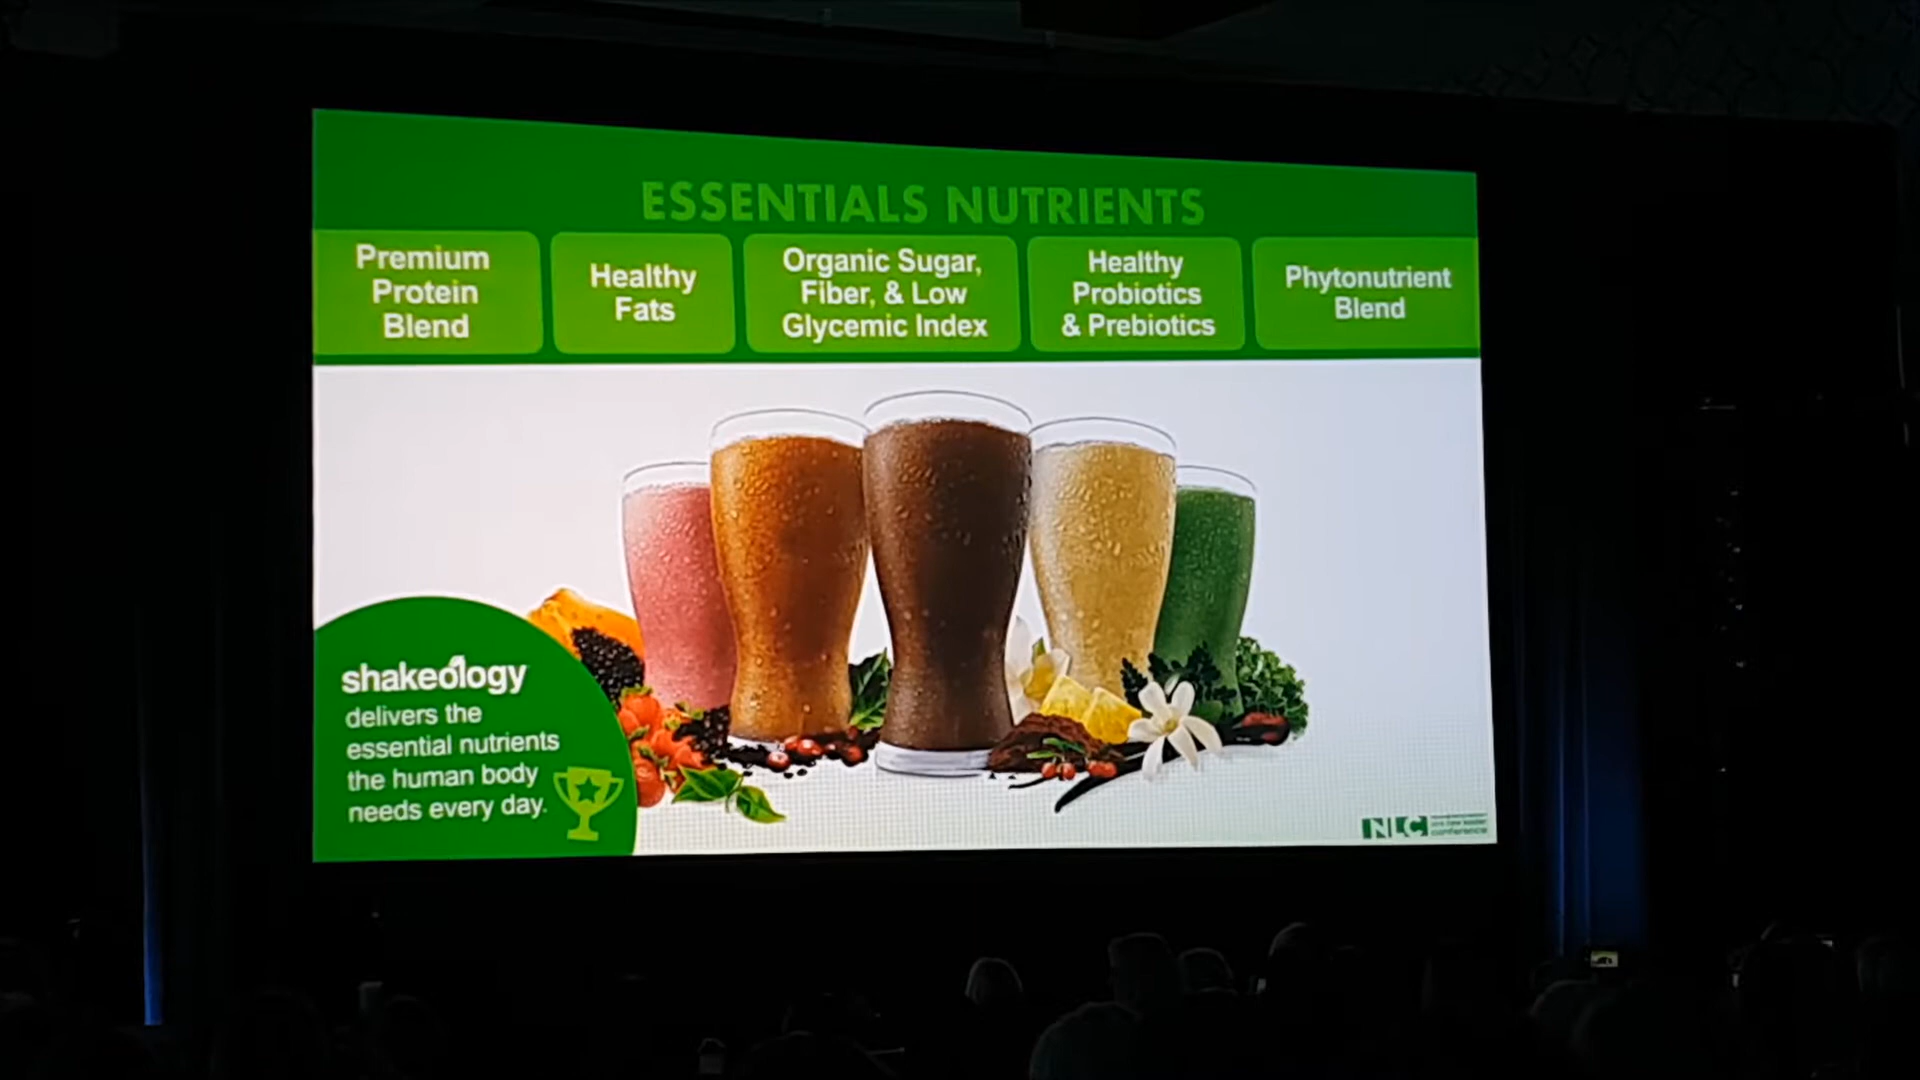 ESSENTIALS NUTRIENTS
Premium
Protein
Blend
Healthy
Fats
Organic Sugar,
Fiber, & Low
Glycemic Index
Healthy
Probiotics
& Prebiotics
Phytonutrient
Blend
shakeology
delivers the
essential nutrients
the human body
needs every day.
NLC
conference